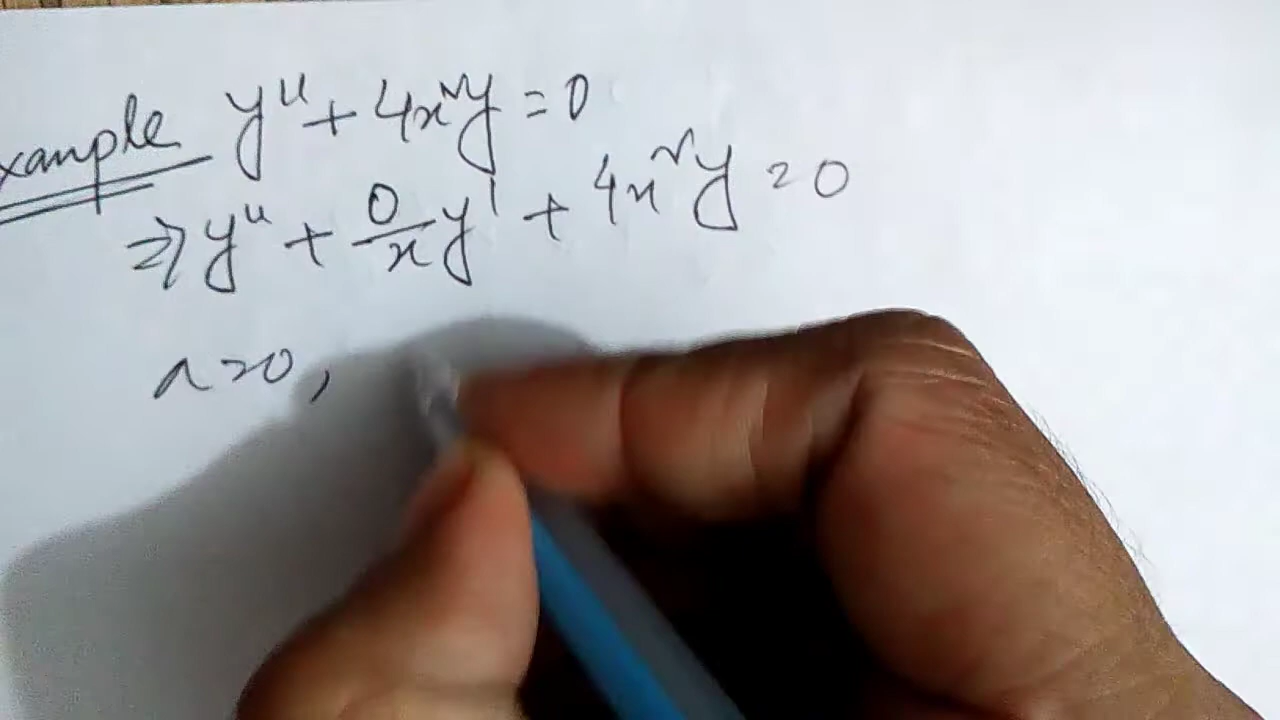 xample y'' + 4x²y = 0
⇒ y'' + 0/x y' + 4x²y = 0
a = 0,